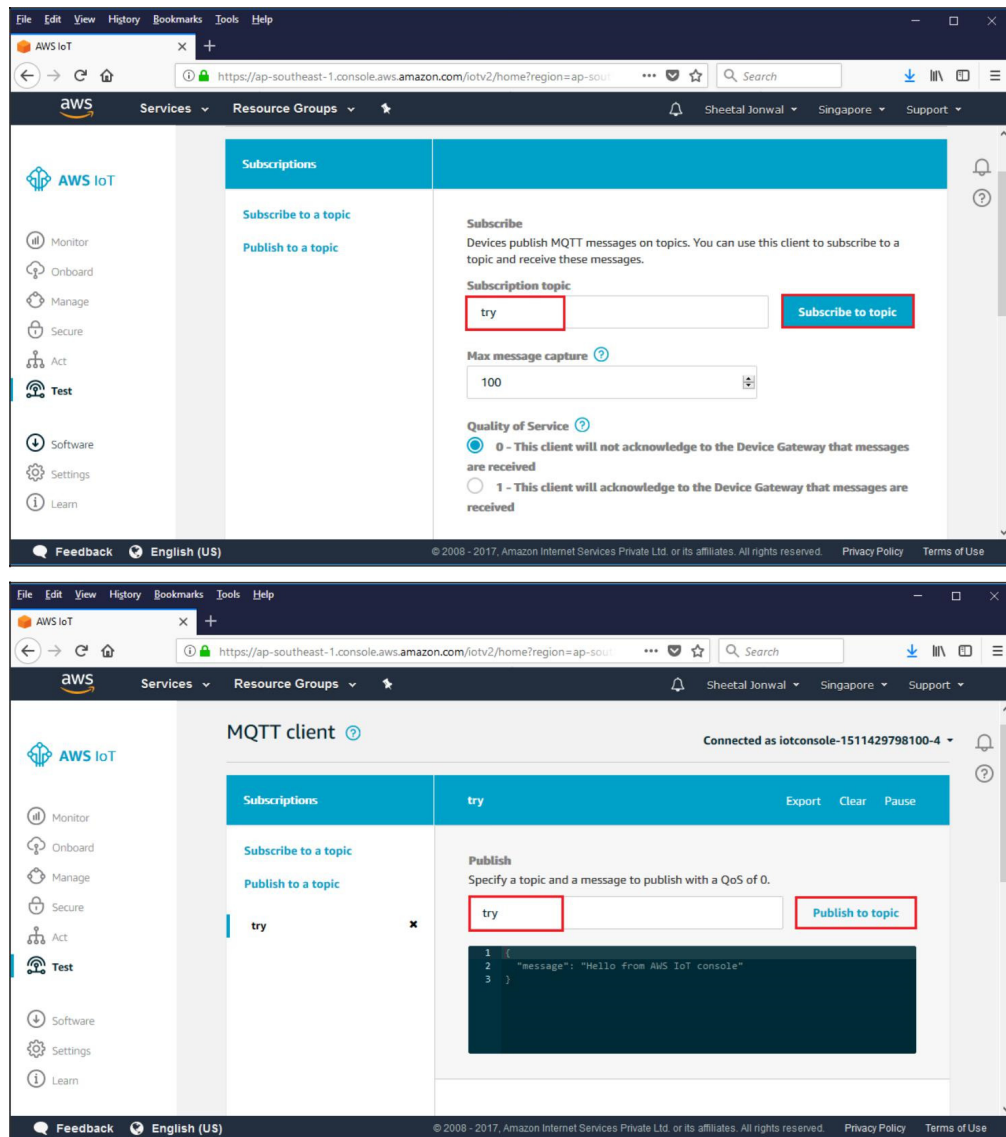 File Edit View History Bookmarks Tools Help
AWS IoT
https://ap-southeast-1.console.aws.amazon.com/iotv2/home?region=ap-sout
Search
aws Services Resource Groups Sheetal Jonwal Singapore Support
AWS IoT
Monitor
Onboard
Manage
Secure
Act
Test
Software
Settings
Learn
Subscriptions
Subscribe to a topic
Publish to a topic
Subscribe
Devices publish MQTT messages on topics. You can use this client to subscribe to a
topic and receive these messages.
Subscription topic
try
Subscribe to topic
Max message capture
100
Quality of Service
0 - This client will not acknowledge to the Device Gateway that messages
are received
1 - This client will acknowledge to the Device Gateway that messages are
received
Feedback English (US) © 2008 - 2017, Amazon Internet Services Private Ltd. or its affiliates. All rights reserved. Privacy Policy Terms of Use
File Edit View History Bookmarks Tools Help
AWS IoT
https://ap-southeast-1.console.aws.amazon.com/iotv2/home?region=ap-sout
Search
aws Services Resource Groups Sheetal Jonwal Singapore Support
AWS IoT
Monitor
Onboard
Manage
Secure
Act
Test
Software
Settings
Learn
MQTT client
Connected as iotconsole-1511429798100-4
Subscriptions
Subscribe to a topic
Publish to a topic
try
try Export Clear Pause
Publish
Specify a topic and a message to publish with a QoS of 0.
try
Publish to topic
1 {
2 "message": "Hello from AWS IoT console"
3 }
Feedback English (US) © 2008 - 2017, Amazon Internet Services Private Ltd. or its affiliates. All rights reserved. Privacy Policy Terms of Use